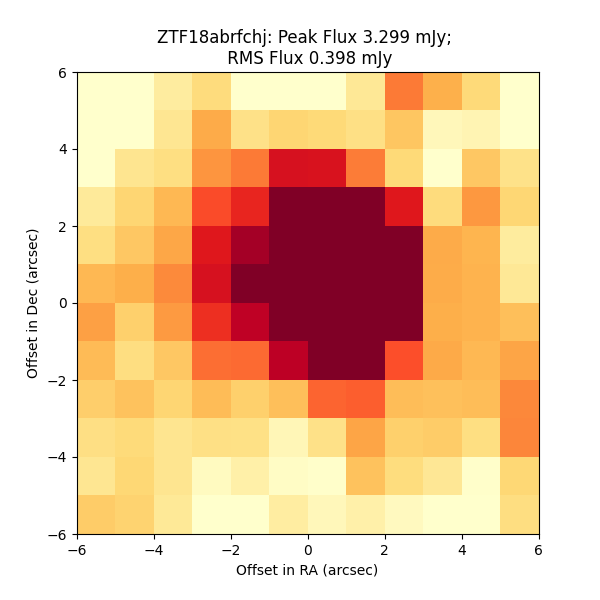 ZTF18abrfchj: Peak Flux 3.299 mJy;
RMS Flux 0.398 mJy
6
4
2
0
−2
−4
−6
Offset in Dec (arcsec)
−6 −4 −2 0 2 4 6
Offset in RA (arcsec)